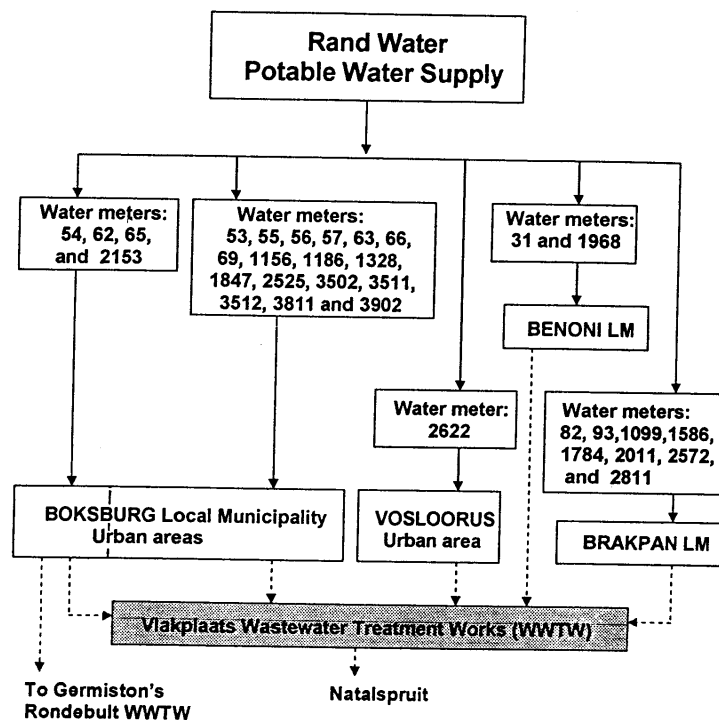 Rand Water
Potable Water Supply
Water meters:
54, 62, 65,
and 2153
Water meters:
53, 55, 56, 57, 63, 66,
69, 1156, 1186, 1328,
1847, 2525, 3502, 3511,
3512, 3811 and 3902
Water meters:
31 and 1968
BENONI LM
Water meter:
2622
Water meters:
82, 93,1099,1586,
1784, 2011, 2572,
and 2811
BOKSBURG Local Municipality
Urban areas
VOSLOORUS
Urban area
BRAKPAN LM
Vlakplaats Wastewater Treatment Works (WWTW)
To Germiston's
Rondebult WWTW
Natalspruit